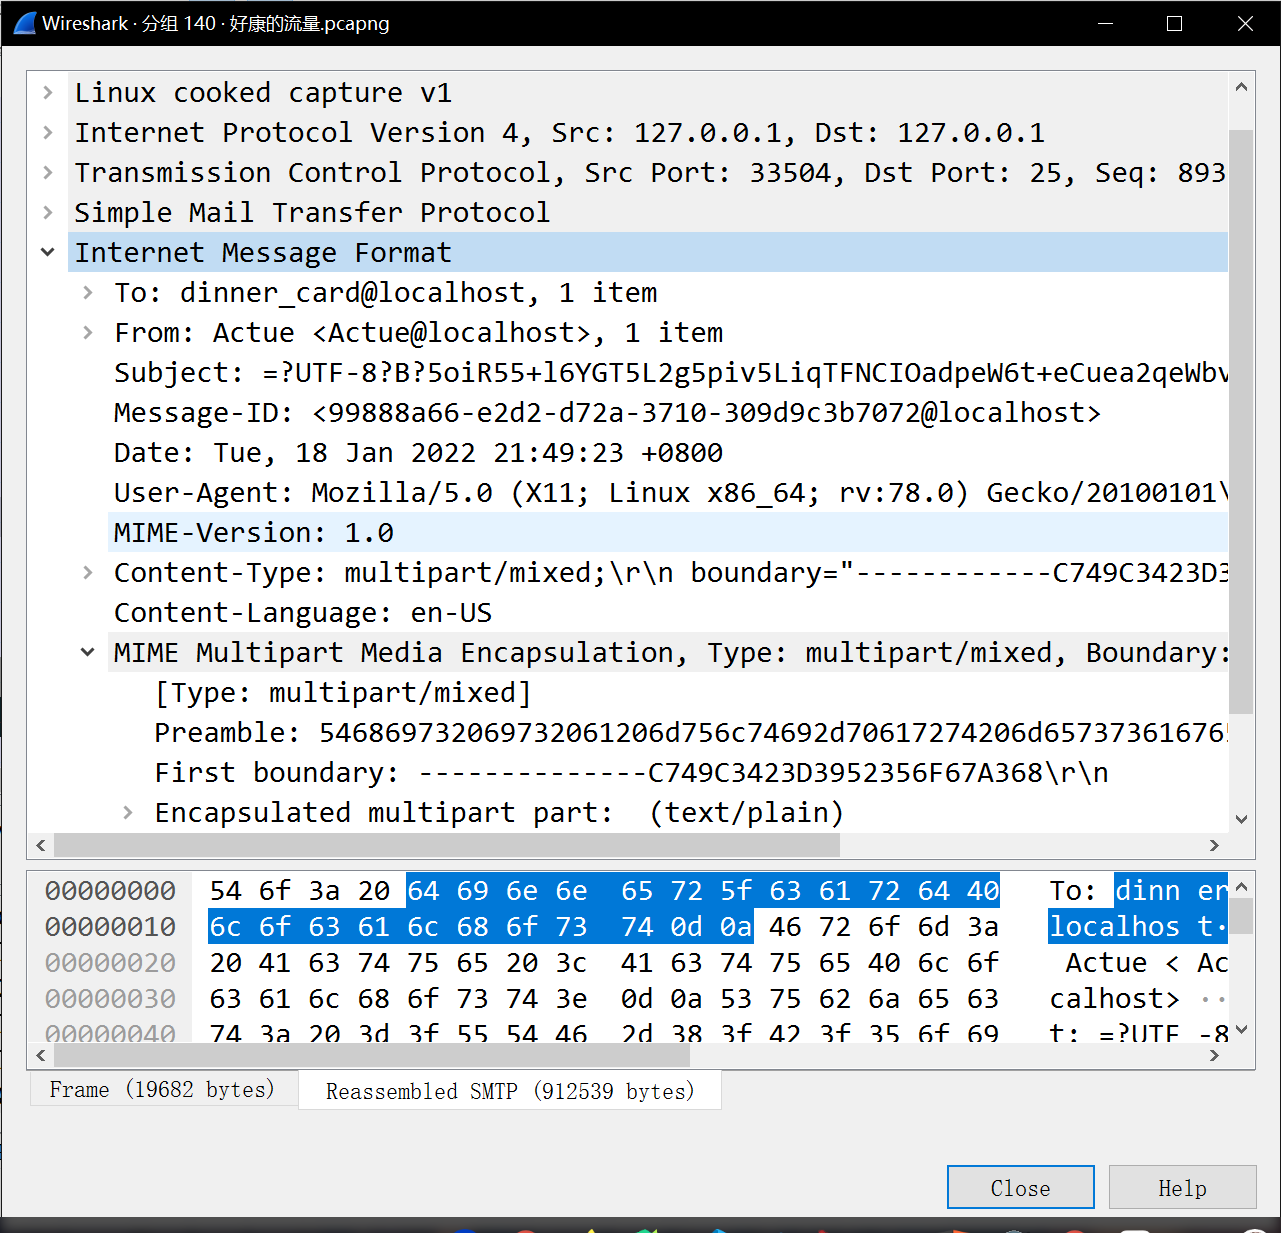 Wireshark · 分组 140 · 好康的流量.pcapng
Linux cooked capture v1
Internet Protocol Version 4, Src: 127.0.0.1, Dst: 127.0.0.1
Transmission Control Protocol, Src Port: 33504, Dst Port: 25, Seq: 893
Simple Mail Transfer Protocol
Internet Message Format
To: dinner_card@localhost, 1 item
From: Actue <Actue@localhost>, 1 item
Subject: =?UTF-8?B?5oiR55+l6YGT5L2g5piv5LiqTFNCIOadpeW6t+eCuea2qeWbv
Message-ID: <99888a66-e2d2-d72a-3710-309d9c3b7072@localhost>
Date: Tue, 18 Jan 2022 21:49:23 +0800
User-Agent: Mozilla/5.0 (X11; Linux x86_64; rv:78.0) Gecko/20100101\
MIME-Version: 1.0
Content-Type: multipart/mixed;\r\n boundary="------------C749C3423D3
Content-Language: en-US
MIME Multipart Media Encapsulation, Type: multipart/mixed, Boundary:
[Type: multipart/mixed]
Preamble: 546869732069732061206d756c74692d70617274206d657373616765
First boundary: --------------C749C3423D3952356F67A368\r\n
Encapsulated multipart part:  (text/plain)
00000000 54 6f 3a 20 64 69 6e 6e 65 72 5f 63 61 72 64 40 To: dinn er
00000010 6c 6f 63 61 6c 68 6f 73 74 0d 0a 46 72 6f 6d 3a localhos t·
00000020 20 41 63 74 75 65 20 3c 41 63 74 75 65 40 6c 6f Actue < Ac
00000030 63 61 6c 68 6f 73 74 3e 0d 0a 53 75 62 6a 65 63 calhost> ··
00000040 74 3a 20 3d 3f 55 54 46 2d 38 3f 42 3f 35 6f 69 t: =?UTF -8
Frame (19682 bytes)
Reassembled SMTP (912539 bytes)
Close
Help